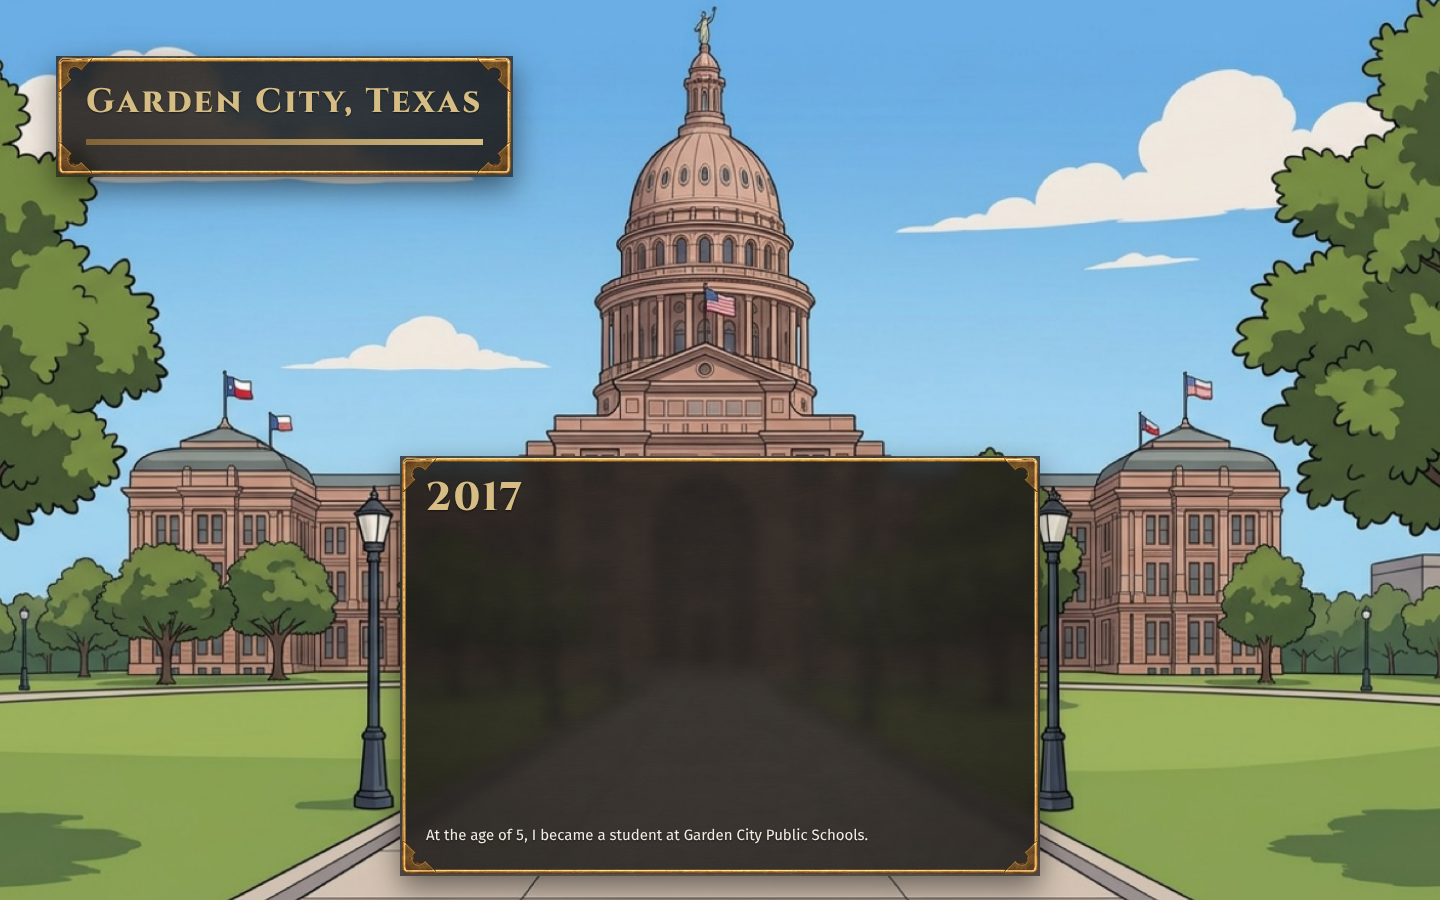 Garden City, Texas
2017
At the age of 5, I became a student at Garden City Public Schools.